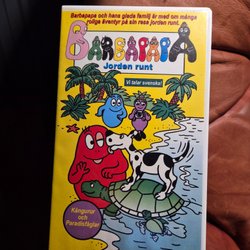 Barbapapa och hans glada familj är med om många
roliga äventyr på sin resa jorden runt.
BARBAPAPA
Jorden runt
Vi talar svenska!
Kängurur
och
Paradisfåglar